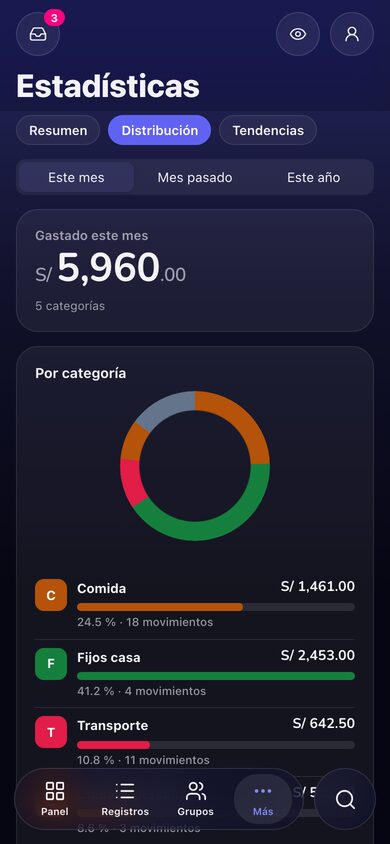 3
Estadísticas
Resumen Distribución Tendencias
Este mes Mes pasado Este año
Gastado este mes
S/ 5,960.00
5 categorías
Por categoría
C Comida S/ 1,461.00
24.5 % · 18 movimientos
F Fijos casa S/ 2,453.00
41.2 % · 4 movimientos
T Transporte S/ 642.50
10.8 % · 11 movimientos
Panel Registros Grupos Más